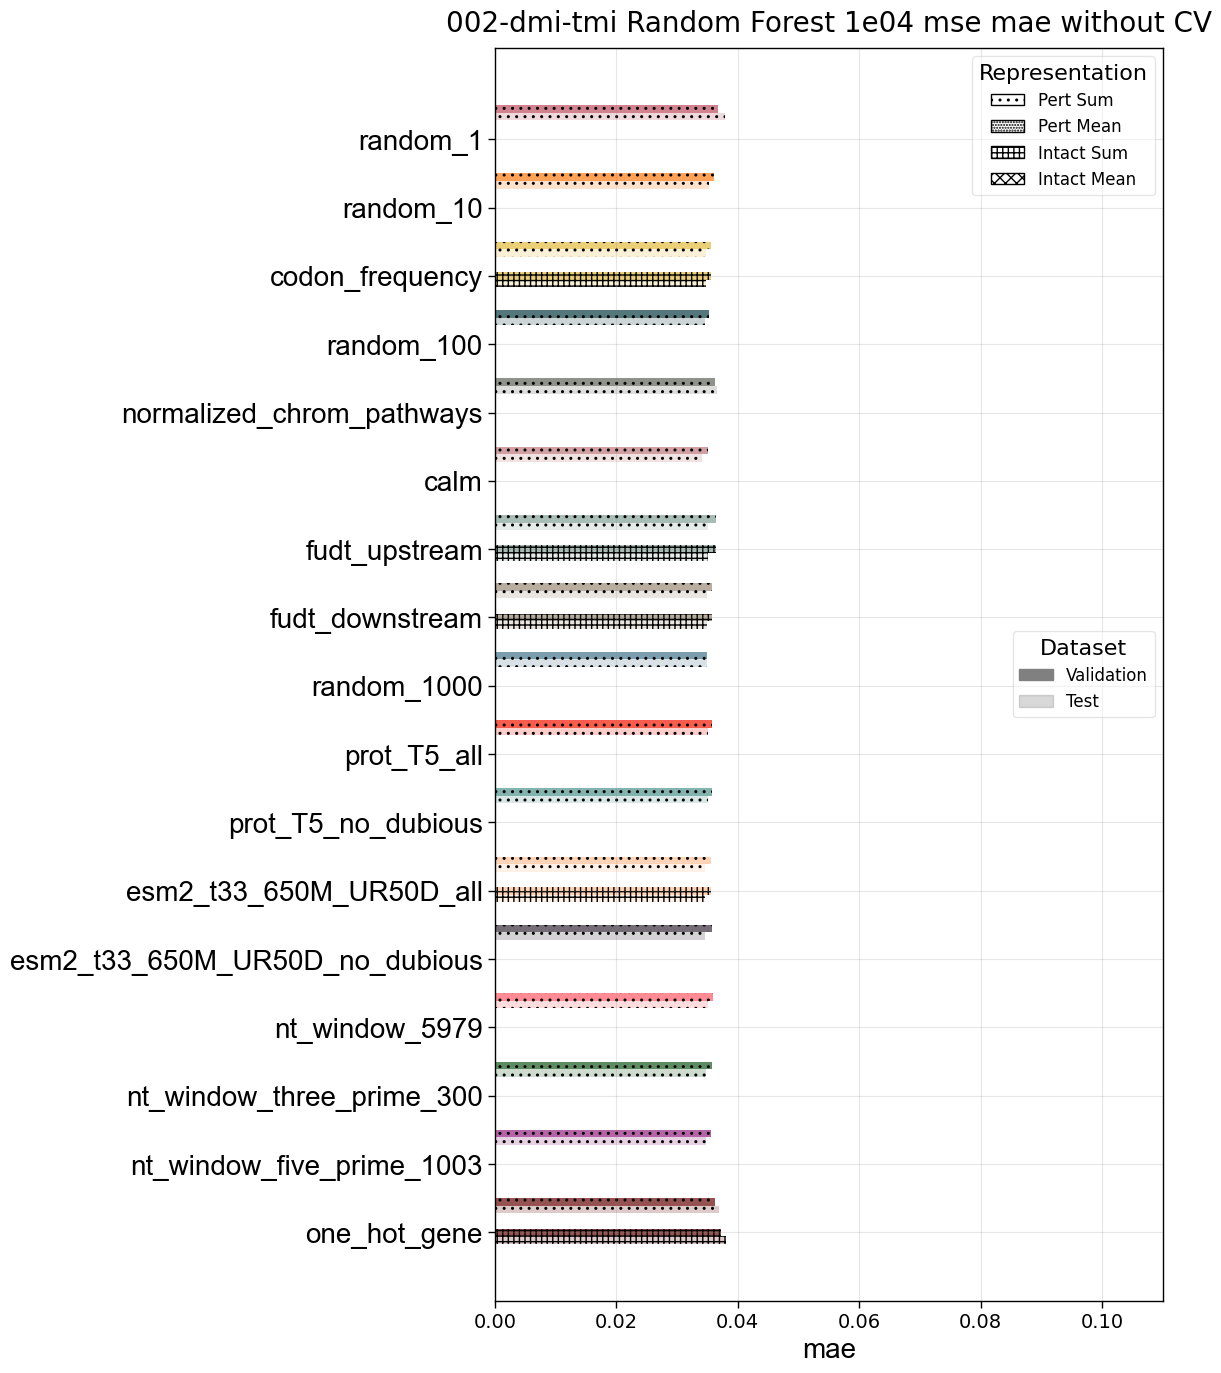 002-dmi-tmi Random Forest 1e04 mse mae without CV
Representation
Pert Sum
Pert Mean
Intact Sum
Intact Mean
random_1
random_10
codon_frequency
random_100
normalized_chrom_pathways
calm
fudt_upstream
fudt_downstream
Dataset
Validation
Test
random_1000
prot_T5_all
prot_T5_no_dubious
esm2_t33_650M_UR50D_all
esm2_t33_650M_UR50D_no_dubious
nt_window_5979
nt_window_three_prime_300
nt_window_five_prime_1003
one_hot_gene
0.00 0.02 0.04 0.06 0.08 0.10
mae